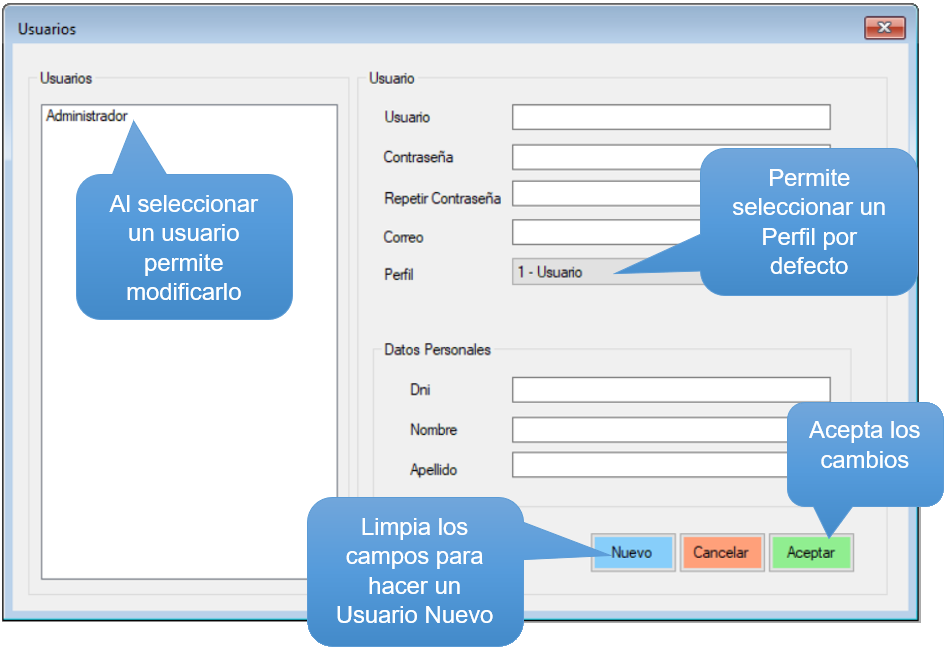 Usuarios
Usuarios
Administrador
Al seleccionar
un usuario
permite
modificarlo
Usuario
Usuario
Contraseña
Repetir Contraseña
Correo
Perfil
1 - Usuario
Permite
seleccionar un
Perfil por
defecto
Datos Personales
Dni
Nombre
Apellido
Acepta los
cambios
Limpia los
campos para
hacer un
Usuario Nuevo
Nuevo
Cancelar
Aceptar